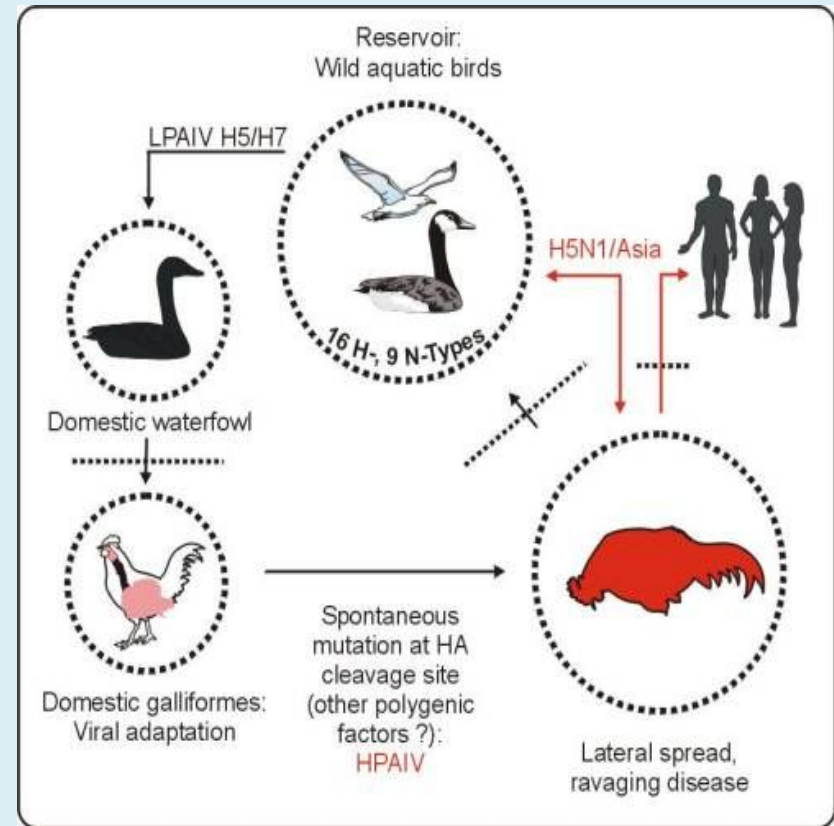 Reservoir:
Wild aquatic birds
LPAIV H5/H7
H5N1/Asia
16 H-, 9 N-Types
Domestic waterfowl
Domestic galliformes:
Viral adaptation
Spontaneous
mutation at HA
cleavage site
(other polygenic
factors ?):
HPAIV
Lateral spread,
ravaging disease